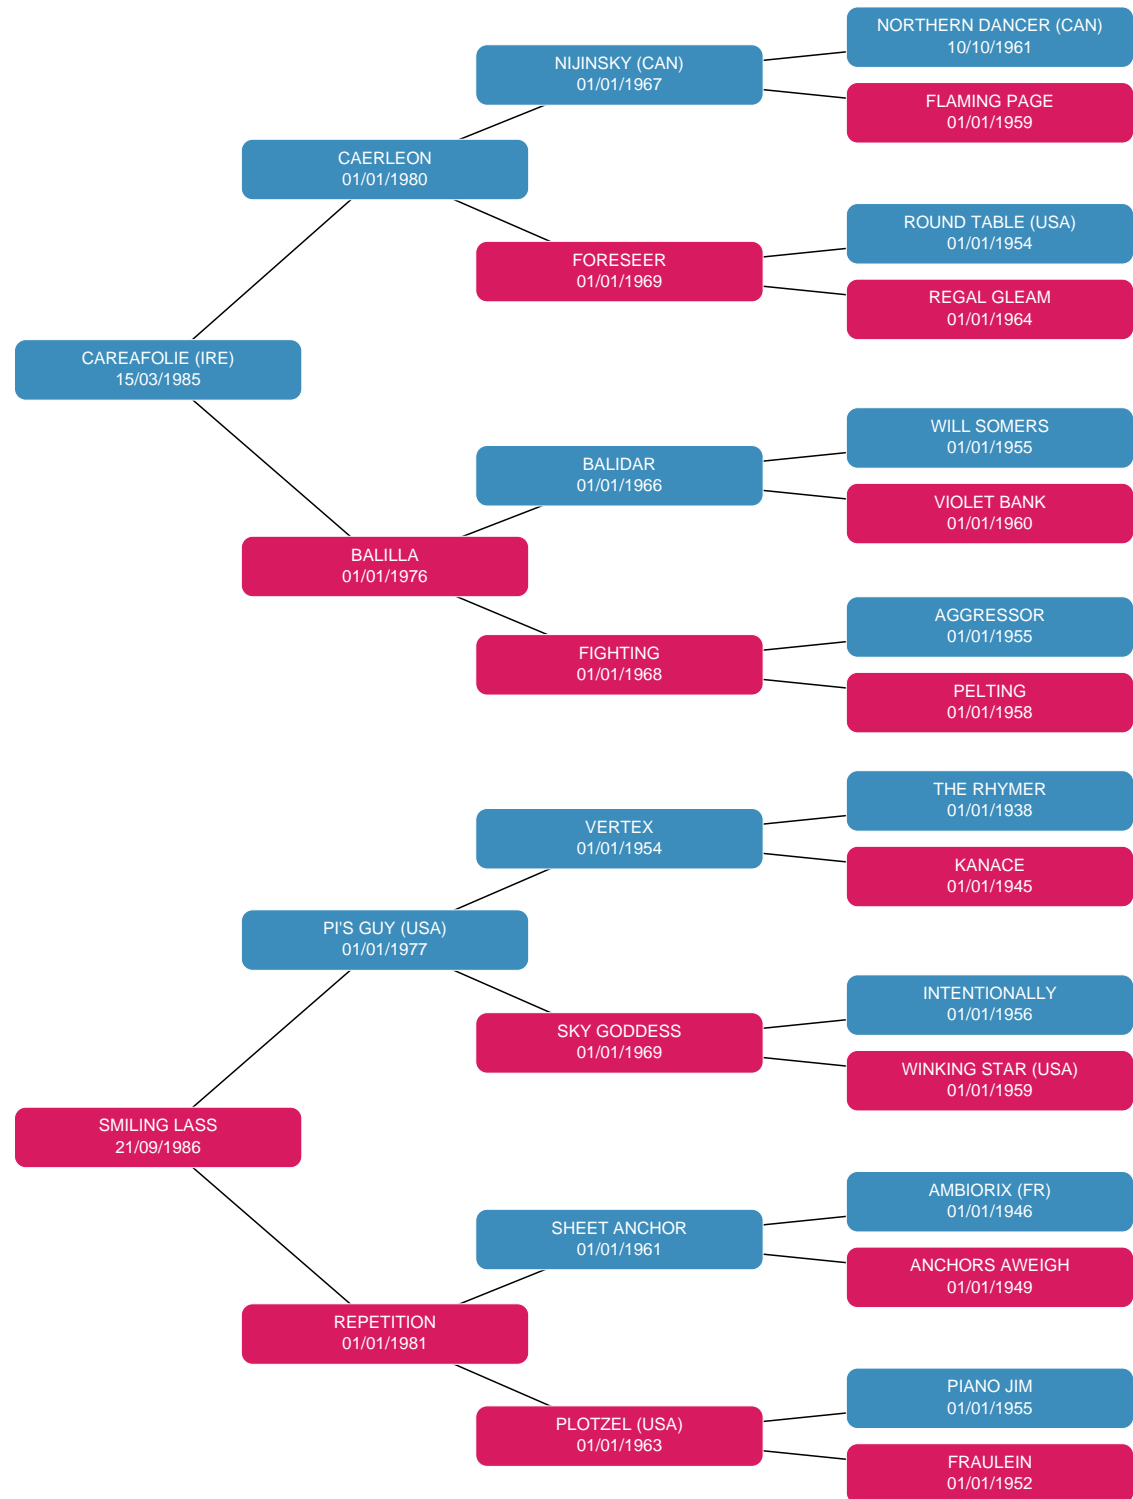 NORTHERN DANCER (CAN)
10/10/1961
NIJINSKY (CAN)
01/01/1967
FLAMING PAGE
01/01/1959
CAERLEON
01/01/1980
ROUND TABLE (USA)
01/01/1954
FORESEER
01/01/1969
REGAL GLEAM
01/01/1964
CAREAFOLIE (IRE)
15/03/1985
WILL SOMERS
01/01/1955
BALIDAR
01/01/1966
VIOLET BANK
01/01/1960
BALILLA
01/01/1976
AGGRESSOR
01/01/1955
FIGHTING
01/01/1968
PELTING
01/01/1958
THE RHYMER
01/01/1938
VERTEX
01/01/1954
KANACE
01/01/1945
PI'S GUY (USA)
01/01/1977
INTENTIONALLY
01/01/1956
SKY GODDESS
01/01/1969
WINKING STAR (USA)
01/01/1959
SMILING LASS
21/09/1986
AMBIORIX (FR)
01/01/1946
SHEET ANCHOR
01/01/1961
ANCHORS AWEIGH
01/01/1949
REPETITION
01/01/1981
PIANO JIM
01/01/1955
PLOTZEL (USA)
01/01/1963
FRAULEIN
01/01/1952